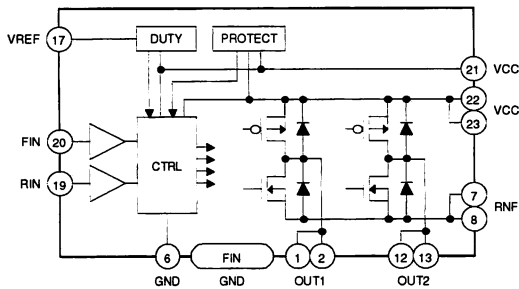 VREF 17 DUTY PROTECT
21 VCC
22 VCC
23
FIN 20
CTRL
RIN 19
7 RNF
8
6 FIN 1 2 12 13
GND GND OUT1 OUT2